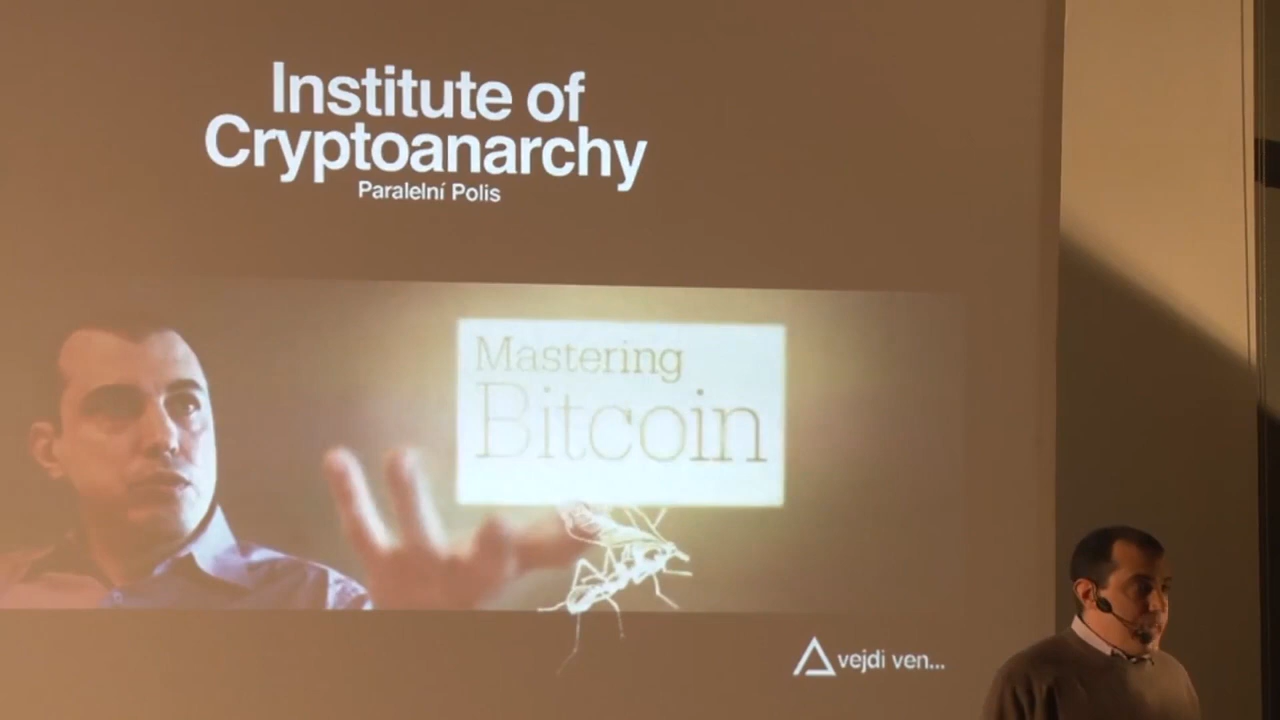 Institute of
Cryptoanarchy
Paralelní Polis
Mastering
Bitcoin
vejdi ven...